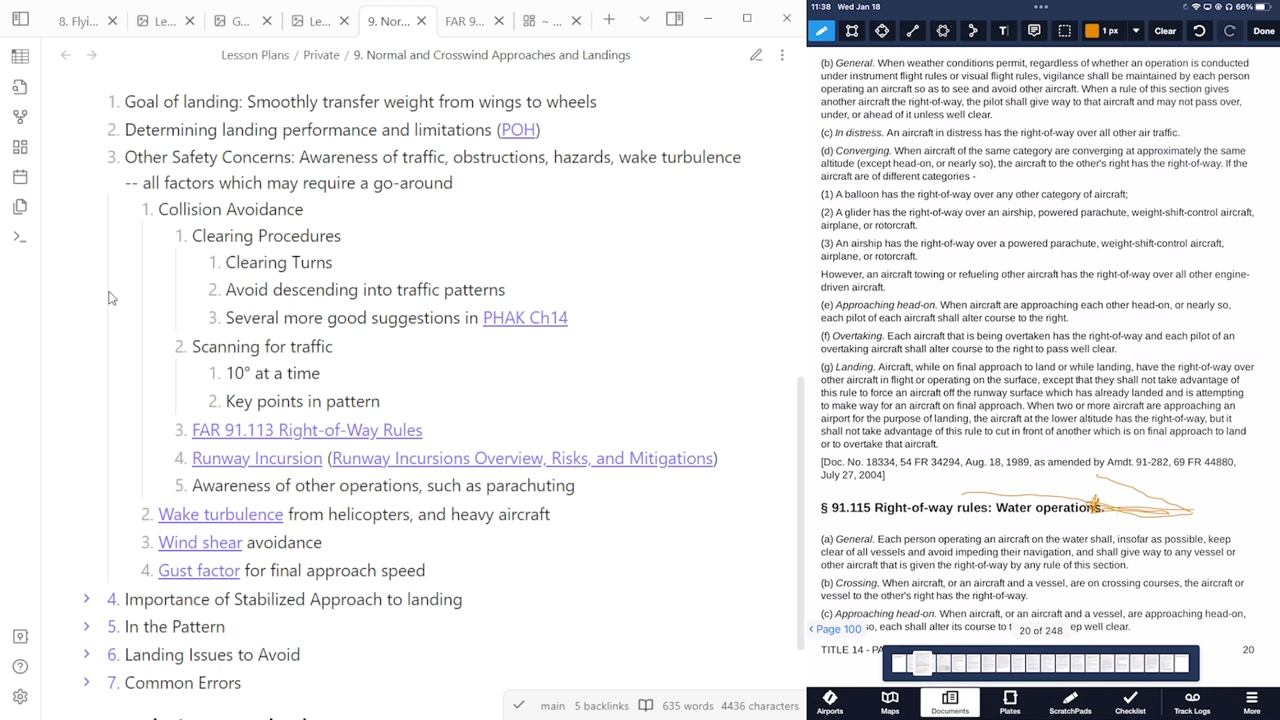 8. Flyi
Le...
G...
Le...
9. Nor...
FAR 9...
~ ...
Lesson Plans / Private / 9. Normal and Crosswind Approaches and Landings
1. Goal of landing: Smoothly transfer weight from wings to wheels
2. Determining landing performance and limitations (POH)
3. Other Safety Concerns: Awareness of traffic, obstructions, hazards, wake turbulence
-- all factors which may require a go-around
1. Collision Avoidance
1. Clearing Procedures
1. Clearing Turns
2. Avoid descending into traffic patterns
3. Several more good suggestions in PHAK Ch14
2. Scanning for traffic
1. 10° at a time
2. Key points in pattern
3. FAR 91.113 Right-of-Way Rules
4. Runway Incursion (Runway Incursions Overview, Risks, and Mitigations)
5. Awareness of other operations, such as parachuting
2. Wake turbulence from helicopters, and heavy aircraft
3. Wind shear avoidance
4. Gust factor for final approach speed
4. Importance of Stabilized Approach to landing
5. In the Pattern
6. Landing Issues to Avoid
7. Common Errors
main 5 backlinks 635 words 4436 characters
11:38 Wed Jan 18
66%
T
1 px
Clear
Done
(b) General. When weather conditions permit, regardless of whether an operation is conducted
under instrument flight rules or visual flight rules, vigilance shall be maintained by each person
operating an aircraft so as to see and avoid other aircraft. When a rule of this section gives
another aircraft the right-of-way, the pilot shall give way to that aircraft and may not pass over,
under, or ahead of it unless well clear.
(c) In distress. An aircraft in distress has the right-of-way over all other air traffic.
(d) Converging. When aircraft of the same category are converging at approximately the same
altitude (except head-on, or nearly so), the aircraft to the other's right has the right-of-way. If the
aircraft are of different categories -
(1) A balloon has the right-of-way over any other category of aircraft;
(2) A glider has the right-of-way over an airship, powered parachute, weight-shift-control aircraft,
airplane, or rotorcraft.
(3) An airship has the right-of-way over a powered parachute, weight-shift-control aircraft,
airplane, or rotorcraft.
However, an aircraft towing or refueling other aircraft has the right-of-way over all other engine-
driven aircraft.
(e) Approaching head-on. When aircraft are approaching each other head-on, or nearly so,
each pilot of each aircraft shall alter course to the right.
(f) Overtaking. Each aircraft that is being overtaken has the right-of-way and each pilot of an
overtaking aircraft shall alter course to the right to pass well clear.
(g) Landing. Aircraft, while on final approach to land or while landing, have the right-of-way over
other aircraft in flight or operating on the surface, except that they shall not take advantage of
this rule to force an aircraft off the runway surface which has already landed and is attempting
to make way for an aircraft on final approach. When two or more aircraft are approaching an
airport for the purpose of landing, the aircraft at the lower altitude has the right-of-way, but it
shall not take advantage of this rule to cut in front of another which is on final approach to land
or to overtake that aircraft.
[Doc. No. 18334, 54 FR 34294, Aug. 18, 1989, as amended by Amdt. 91-282, 69 FR 44880,
July 27, 2004]
§ 91.115 Right-of-way rules: Water operations.
(a) General. Each person operating an aircraft on the water shall, insofar as possible, keep
clear of all vessels and avoid impeding their navigation, and shall give way to any vessel or
other aircraft that is given the right-of-way by any rule of this section.
(b) Crossing. When aircraft, or an aircraft and a vessel, are on crossing courses, the aircraft or
vessel to the other's right has the right-of-way.
(c) Approaching head-on. When aircraft, or an aircraft and a vessel, are approaching head-on,
so, each shall alter its course to t ep well clear.
< Page 100
20 of 248
TITLE 14 - PA
20
Airports
Maps
Documents
Plates
ScratchPads
Checklist
Track Logs
More